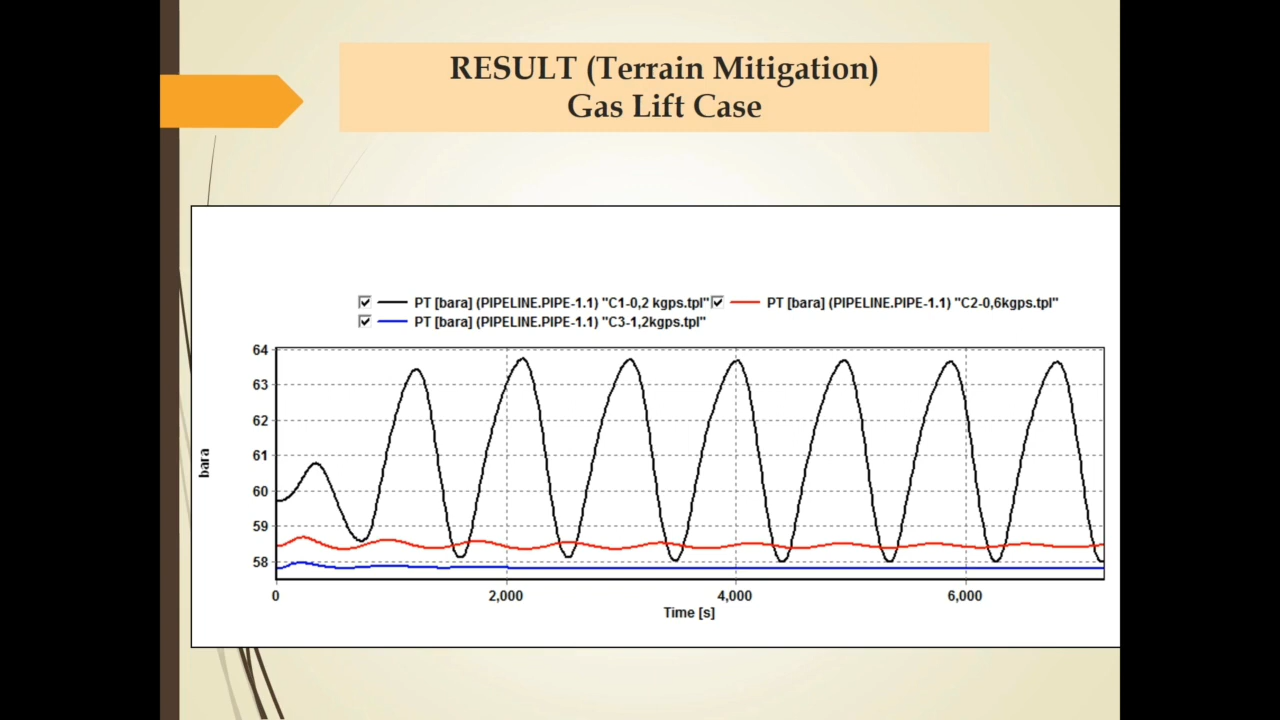 RESULT (Terrain Mitigation)
Gas Lift Case
PT [bara] (PIPELINE.PIPE-1.1) "C1-0,2 kgps.tpl" PT [bara] (PIPELINE.PIPE-1.1) "C2-0,6kgps.tpl"
PT [bara] (PIPELINE.PIPE-1.1) "C3-1,2kgps.tpl"
64
63
62
61
60
59
58
bara
0 2,000 4,000 6,000
Time [s]